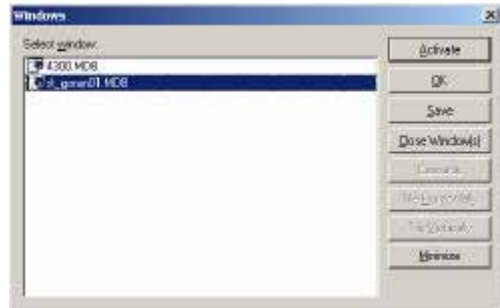 Windows
Select window:
4300.MDB
Activate
OK
Save
Close Window(s)
Minimize